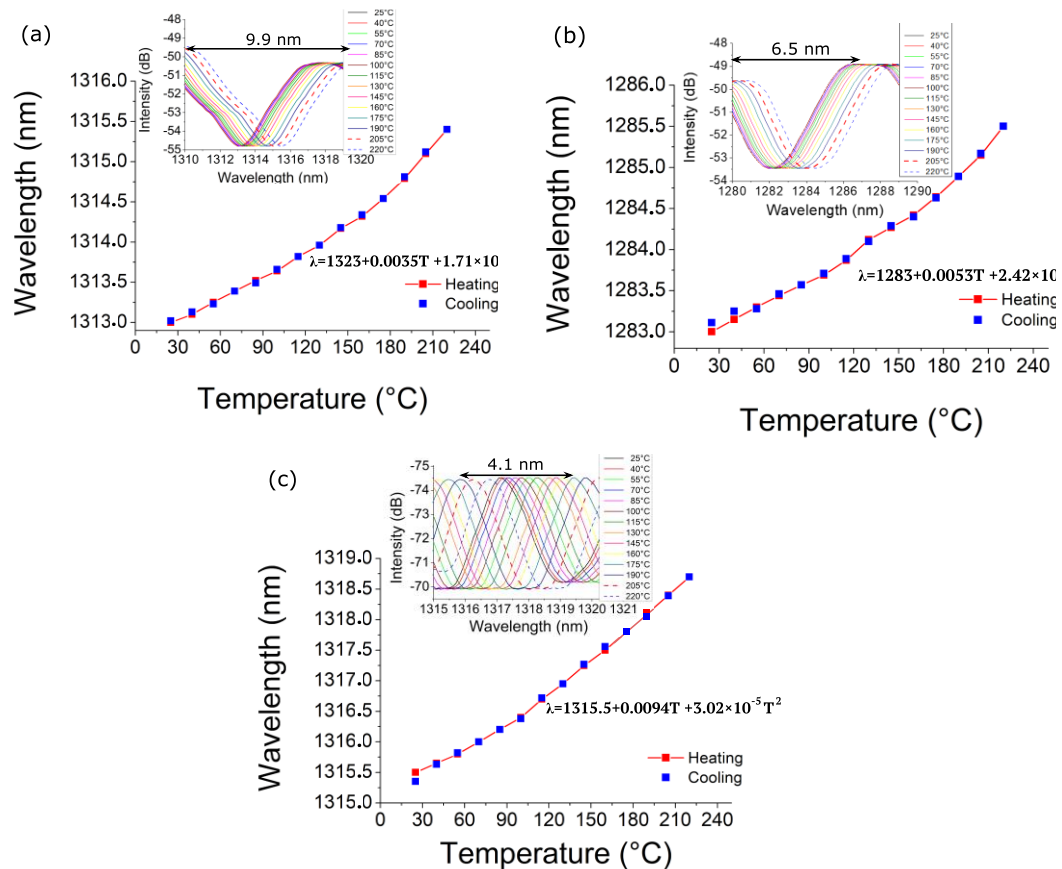 (a)
9.9 nm
Intensity (dB)
-48
-49
-50
-51
-52
-53
-54
-55
1310
1312
1314
1316
1318
1320
Wavelength (nm)
25°C
40°C
55°C
70°C
85°C
100°C
115°C
130°C
145°C
160°C
175°C
190°C
205°C
220°C
Wavelength (nm)
1316.0
1315.5
1315.0
1314.5
1314.0
1313.5
1313.0
λ=1323+0.0035T +1.71×10
Heating
Cooling
0
30
60
90
120
150
180
210
240
Temperature (°C)
(b)
6.5 nm
Intensity (dB)
-48
-49
-50
-51
-52
-53
-54
1280
1282
1284
1286
1288
1290
Wavelength (nm)
25°C
40°C
55°C
70°C
85°C
100°C
115°C
130°C
145°C
160°C
175°C
190°C
205°C
220°C
Wavelength (nm)
1286.0
1285.5
1285.0
1284.5
1284.0
1283.5
1283.0
λ=1283+0.0053T +2.42×10
Heating
Cooling
0
30
60
90
120
150
180
210
240
Temperature (°C)
(c)
4.1 nm
Intensity (dB)
-75
-74
-73
-72
-71
-70
1315
1316
1317
1318
1319
1320
1321
Wavelength (nm)
25°C
40°C
55°C
70°C
85°C
100°C
115°C
130°C
145°C
160°C
175°C
190°C
205°C
220°C
Wavelength (nm)
1319.0
1318.5
1318.0
1317.5
1317.0
1316.5
1316.0
1315.5
1315.0
λ=1315.5+0.0094T +3.02×10⁻⁵ T²
Heating
Cooling
0
30
60
90
120
150
180
210
240
Temperature (°C)